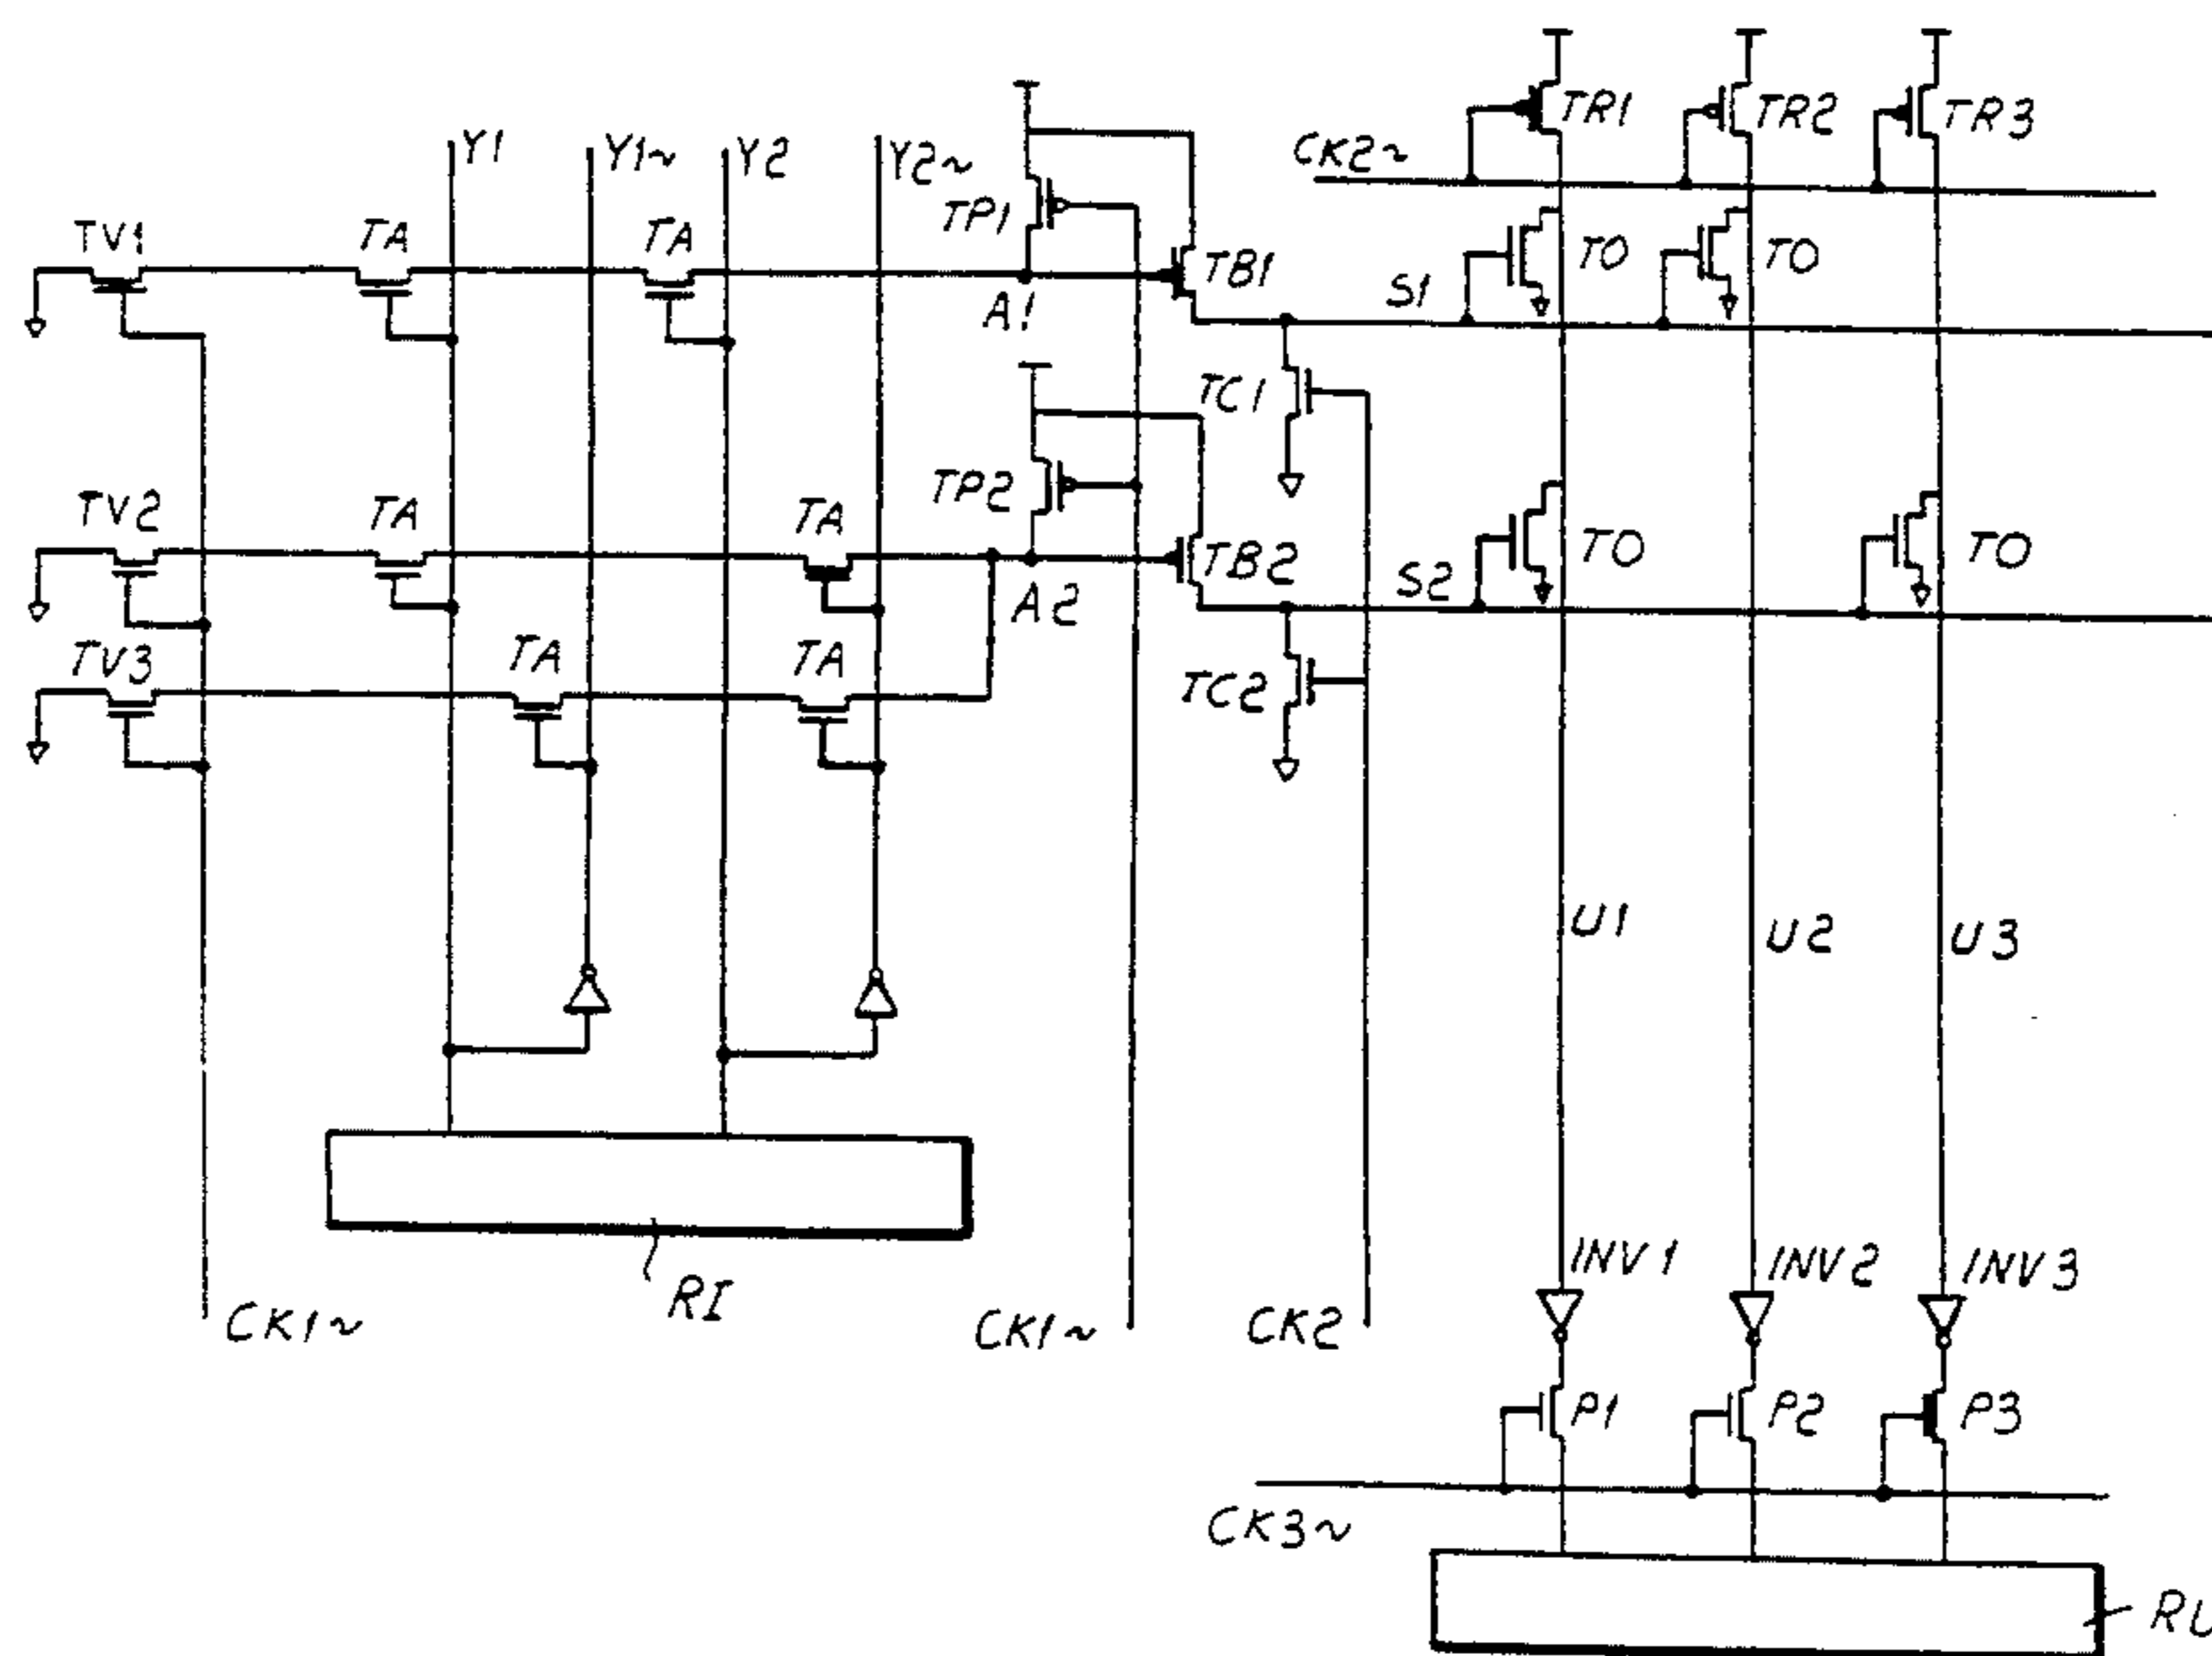 TR1 TR2 TR3
Y1 Y1~ Y2 Y2~ CK2~
TP1
TV1 TA TA TB1 TO TO
A1 S1
TC1
TP2
TV2 TA TA TB2 TO TO
A2 S2
TV3 TA TA TC2
U1 U2 U3
INV1 INV2 INV3
RI
CK1~ CK1~ CK2
P1 P2 P3
CK3~
RU